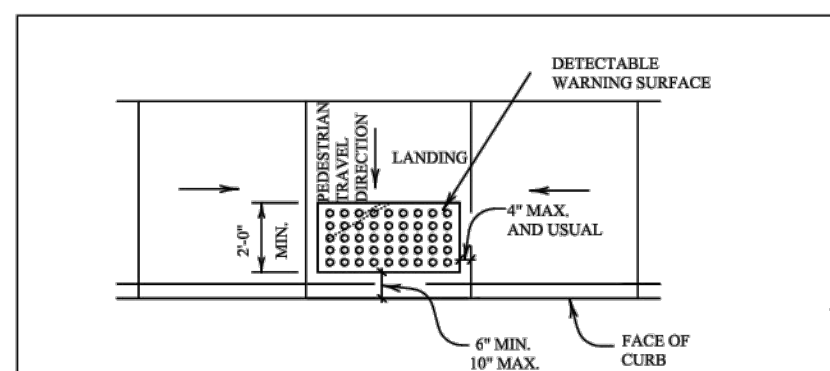 DETECTABLE
WARNING SURFACE
PEDESTRIAN
TRAVEL
DIRECTION
LANDING
2'-0"
MIN.
4" MAX.
AND USUAL
6" MIN.
10" MAX.
FACE OF
CURB